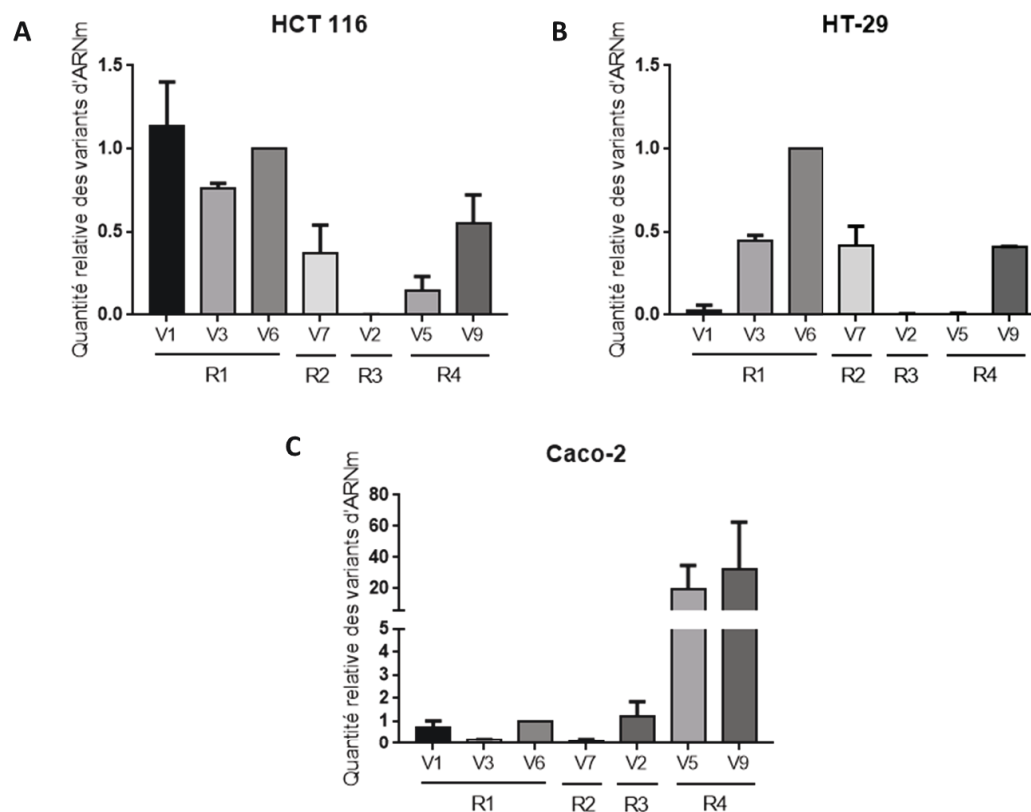 A
HCT 116
Quantité relative des variants d'ARNm
1.5
1.0
0.5
0.0
V1 V3 V6 V7 V2 V5 V9
R1 R2 R3 R4
B
HT-29
Quantité relative des variants d'ARNm
1.5
1.0
0.5
0.0
V1 V3 V6 V7 V2 V5 V9
R1 R2 R3 R4
C
Caco-2
Quantité relative des variants d'ARNm
80
60
40
20
5
4
3
2
1
0
V1 V3 V6 V7 V2 V5 V9
R1 R2 R3 R4